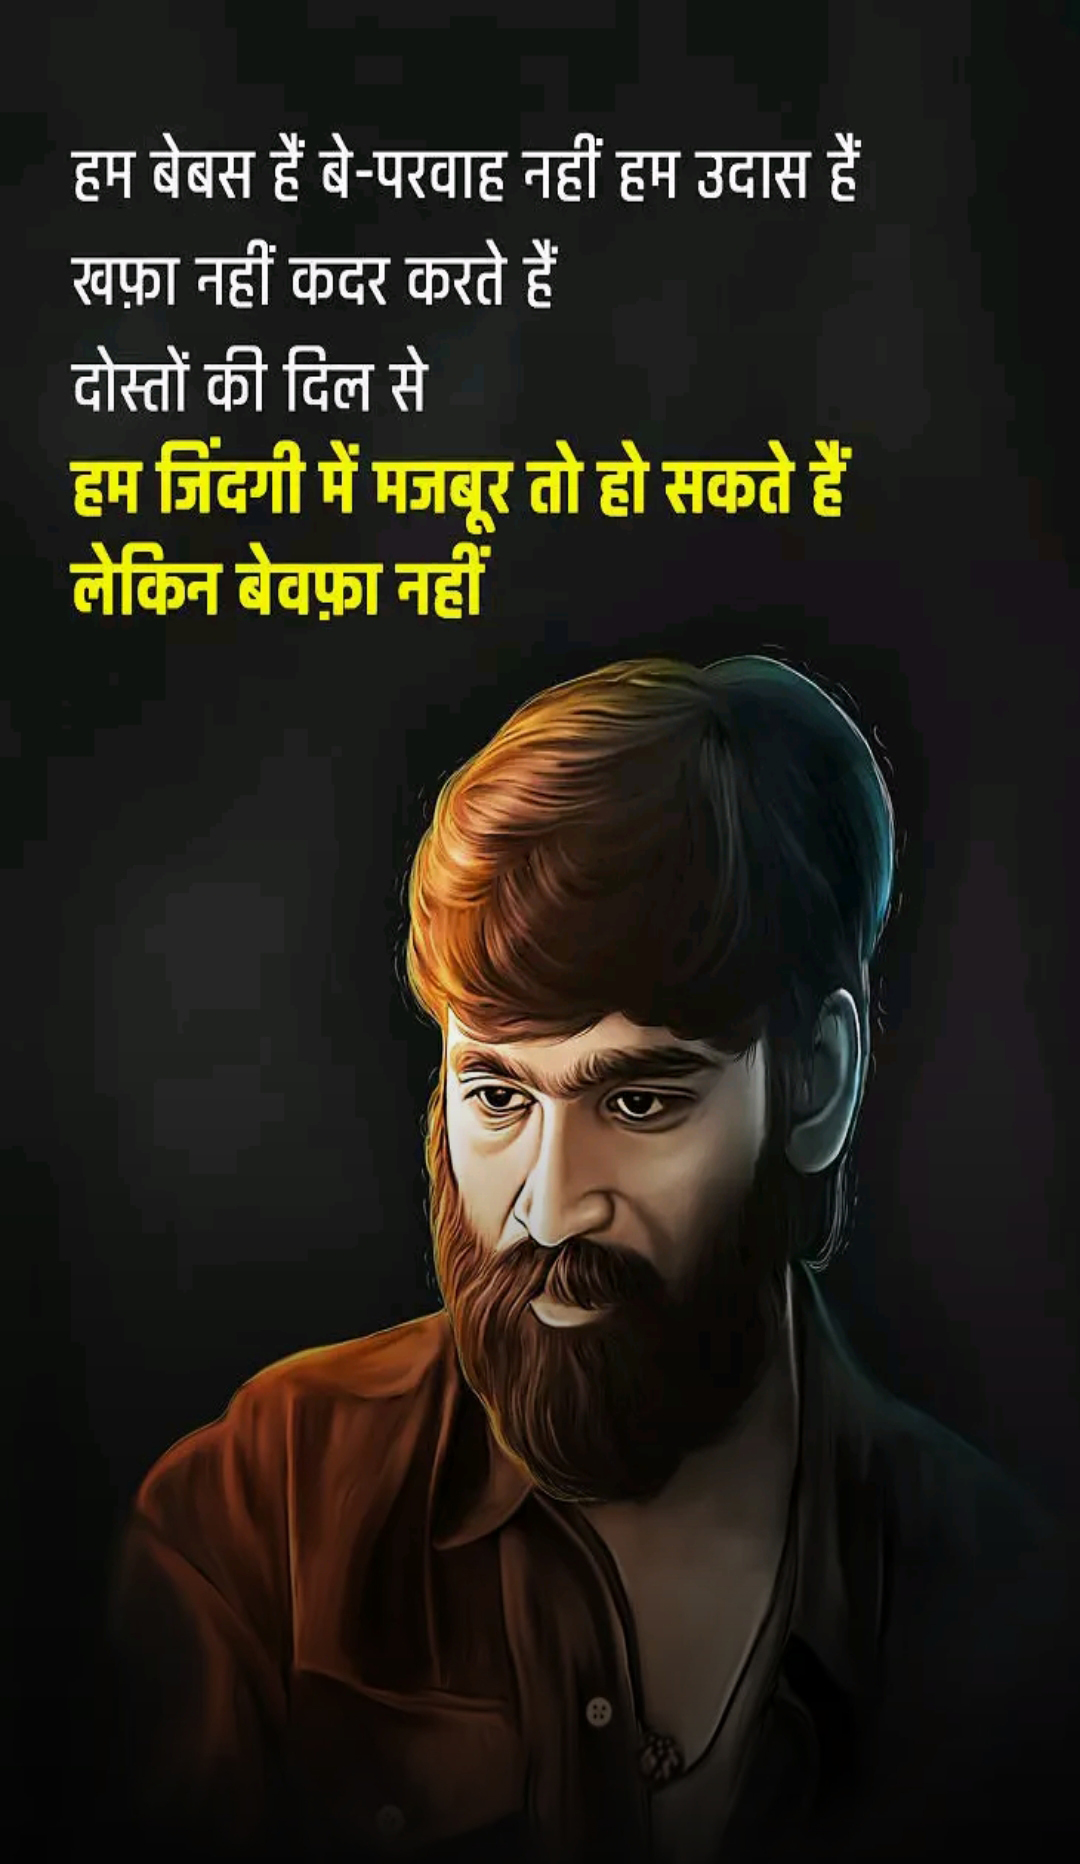 हम बेबस हैं बे-परवाह नहीं हम उदास हैं
खफ़ा नहीं कदर करते हैं
दोस्तों की दिल से
हम जिंदगी में मजबूर तो हो सकते हैं
लेकिन बेवफ़ा नहीं